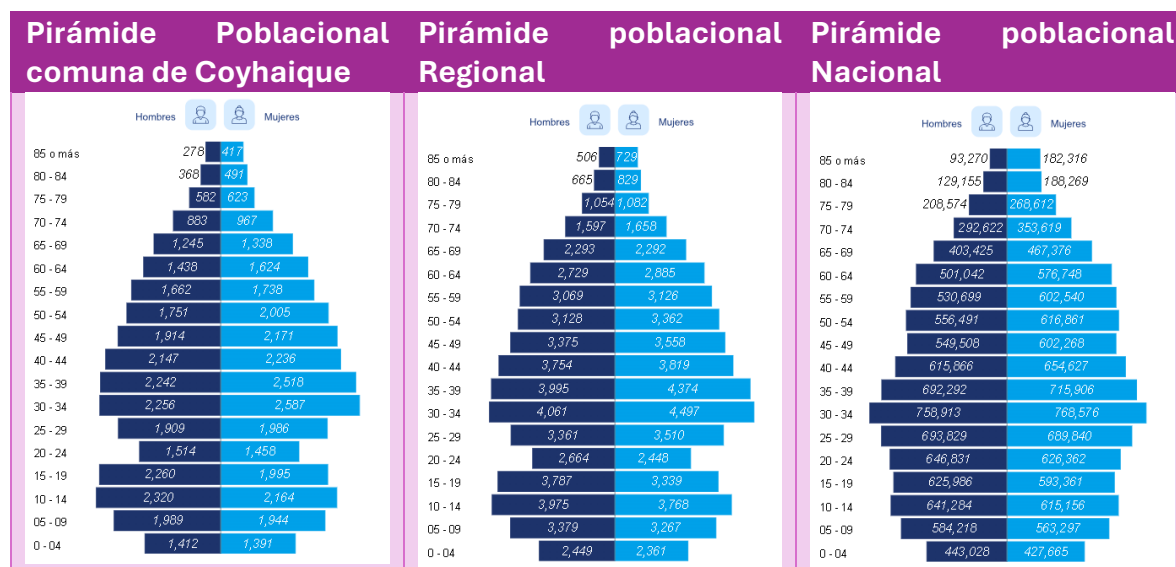 Pirámide Poblacional
comuna de Coyhaique
Hombres Mujeres
85 o más 278 417
80 - 84 368 491
75 - 79 582 623
70 - 74 883 967
65 - 69 1,245 1,338
60 - 64 1,438 1,624
55 - 59 1,662 1,738
50 - 54 1,751 2,005
45 - 49 1,914 2,171
40 - 44 2,147 2,236
35 - 39 2,242 2,518
30 - 34 2,256 2,587
25 - 29 1,909 1,986
20 - 24 1,514 1,458
15 - 19 2,260 1,995
10 - 14 2,320 2,164
05 - 09 1,989 1,944
0 - 04 1,412 1,391
Pirámide poblacional
Regional
Hombres Mujeres
85 o más 506 729
80 - 84 665 829
75 - 79 1,054 1,082
70 - 74 1,597 1,658
65 - 69 2,293 2,292
60 - 64 2,729 2,885
55 - 59 3,069 3,126
50 - 54 3,128 3,362
45 - 49 3,375 3,558
40 - 44 3,754 3,819
35 - 39 3,995 4,374
30 - 34 4,061 4,497
25 - 29 3,361 3,510
20 - 24 2,664 2,448
15 - 19 3,787 3,339
10 - 14 3,975 3,768
05 - 09 3,379 3,267
0 - 04 2,449 2,361
Pirámide poblacional
Nacional
Hombres Mujeres
85 o más 93,270 182,316
80 - 84 129,155 188,269
75 - 79 208,574 268,612
70 - 74 292,622 353,619
65 - 69 403,425 467,376
60 - 64 501,042 576,748
55 - 59 530,699 602,540
50 - 54 556,491 616,861
45 - 49 549,508 602,268
40 - 44 615,866 654,627
35 - 39 692,292 715,906
30 - 34 758,913 768,576
25 - 29 693,829 689,840
20 - 24 646,831 626,362
15 - 19 625,986 593,361
10 - 14 641,284 615,156
05 - 09 584,218 563,297
0 - 04 443,028 427,665